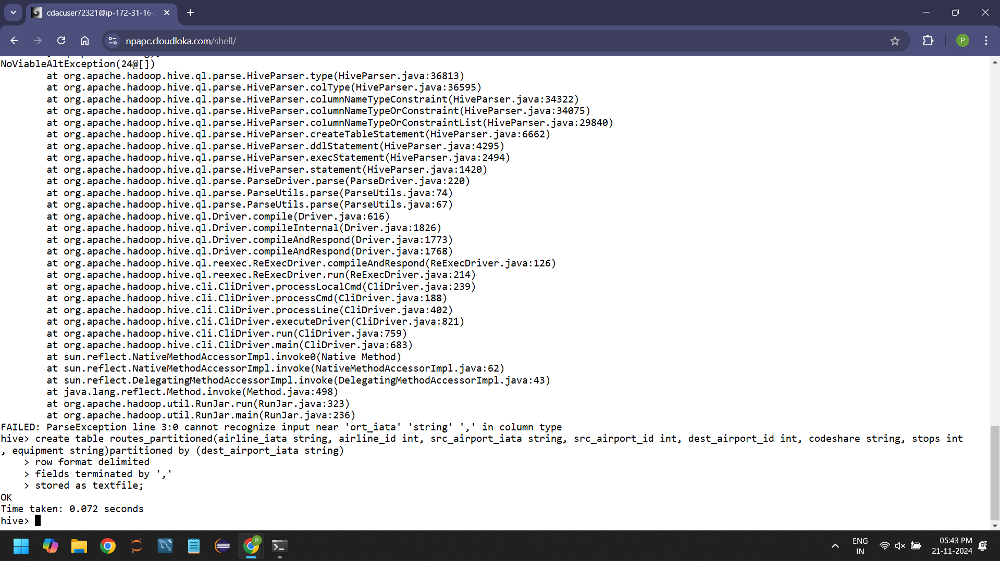 cdacuser72321@ip-172-31-16-
npapc.cloudloka.com/shell/
P
NoViableAltException(24@[])
at org.apache.hadoop.hive.ql.parse.HiveParser.type(HiveParser.java:36813)
at org.apache.hadoop.hive.ql.parse.HiveParser.colType(HiveParser.java:36595)
at org.apache.hadoop.hive.ql.parse.HiveParser.columnNameTypeConstraint(HiveParser.java:34322)
at org.apache.hadoop.hive.ql.parse.HiveParser.columnNameTypeOrConstraint(HiveParser.java:34075)
at org.apache.hadoop.hive.ql.parse.HiveParser.columnNameTypeOrConstraintList(HiveParser.java:29840)
at org.apache.hadoop.hive.ql.parse.HiveParser.createTableStatement(HiveParser.java:6662)
at org.apache.hadoop.hive.ql.parse.HiveParser.ddlStatement(HiveParser.java:4295)
at org.apache.hadoop.hive.ql.parse.HiveParser.execStatement(HiveParser.java:2494)
at org.apache.hadoop.hive.ql.parse.HiveParser.statement(HiveParser.java:1420)
at org.apache.hadoop.hive.ql.parse.ParseDriver.parse(ParseDriver.java:220)
at org.apache.hadoop.hive.ql.parse.ParseUtils.parse(ParseUtils.java:74)
at org.apache.hadoop.hive.ql.parse.ParseUtils.parse(ParseUtils.java:67)
at org.apache.hadoop.hive.ql.Driver.compile(Driver.java:616)
at org.apache.hadoop.hive.ql.Driver.compileInternal(Driver.java:1826)
at org.apache.hadoop.hive.ql.Driver.compileAndRespond(Driver.java:1773)
at org.apache.hadoop.hive.ql.Driver.compileAndRespond(Driver.java:1768)
at org.apache.hadoop.hive.ql.reexec.ReExecDriver.compileAndRespond(ReExecDriver.java:126)
at org.apache.hadoop.hive.ql.reexec.ReExecDriver.run(ReExecDriver.java:214)
at org.apache.hadoop.hive.cli.CliDriver.processLocalCmd(CliDriver.java:239)
at org.apache.hadoop.hive.cli.CliDriver.processCmd(CliDriver.java:188)
at org.apache.hadoop.hive.cli.CliDriver.processLine(CliDriver.java:402)
at org.apache.hadoop.hive.cli.CliDriver.executeDriver(CliDriver.java:821)
at org.apache.hadoop.hive.cli.CliDriver.run(CliDriver.java:759)
at org.apache.hadoop.hive.cli.CliDriver.main(CliDriver.java:683)
at sun.reflect.NativeMethodAccessorImpl.invoke0(Native Method)
at sun.reflect.NativeMethodAccessorImpl.invoke(NativeMethodAccessorImpl.java:62)
at sun.reflect.DelegatingMethodAccessorImpl.invoke(DelegatingMethodAccessorImpl.java:43)
at java.lang.reflect.Method.invoke(Method.java:498)
at org.apache.hadoop.util.RunJar.run(RunJar.java:323)
at org.apache.hadoop.util.RunJar.main(RunJar.java:236)
FAILED: ParseException line 3:0 cannot recognize input near 'ort_iata' 'string' ',' in column type
hive> create table routes_partitioned(airline_iata string, airline_id int, src_airport_iata string, src_airport_id int, dest_airport_id int, codeshare string, stops int
, equipment string)partitioned by (dest_airport_iata string)
> row format delimited
> fields terminated by ','
> stored as textfile;
OK
Time taken: 0.072 seconds
hive>
P
ENG
IN
05:43 PM
21-11-2024